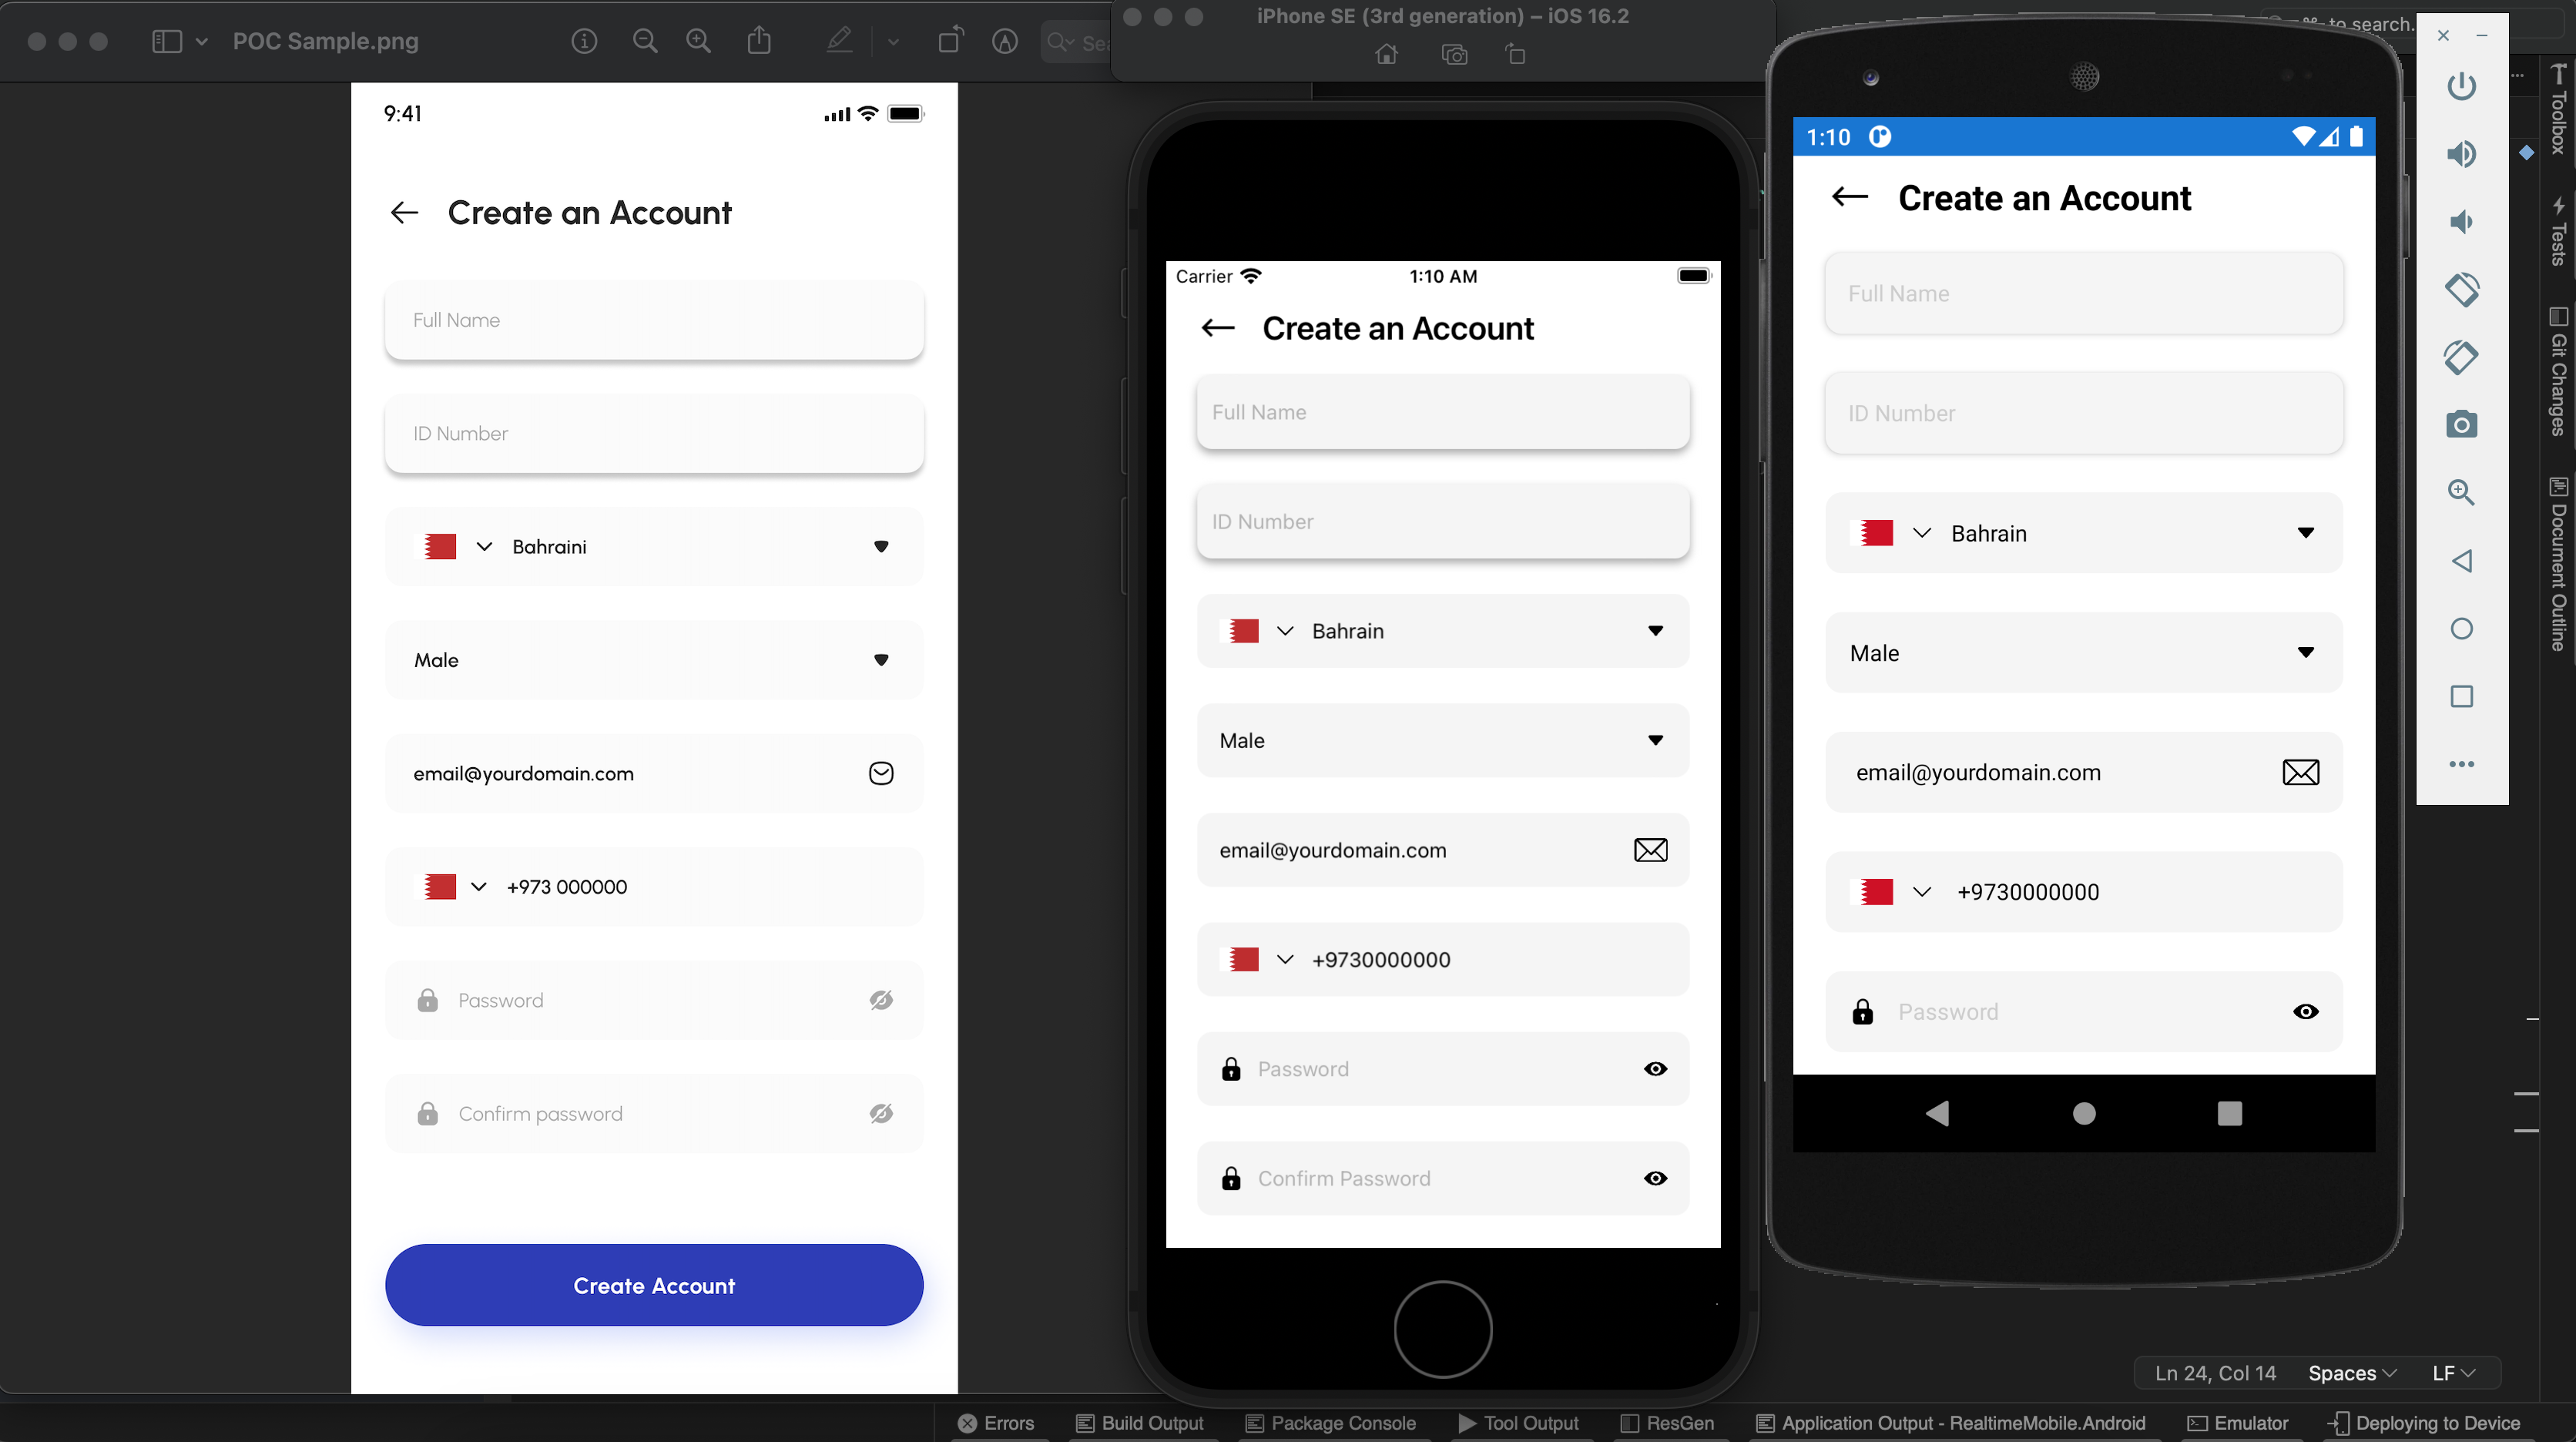 POC Sample.png
Sea
iPhone SE (3rd generation) – iOS 16.2
to search.
9:41
Create an Account
Full Name
ID Number
Bahraini
Male
email@yourdomain.com
+973 000000
Password
Confirm password
Create Account
Carrier
1:10 AM
Create an Account
Full Name
ID Number
Bahrain
Male
email@yourdomain.com
+9730000000
Password
Confirm Password
1:10
Create an Account
Full Name
ID Number
Bahrain
Male
email@yourdomain.com
+9730000000
Password
Toolbox
Tests
Git Changes
Document Outline
Ln 24, Col 14 Spaces LF
Errors Build Output Package Console Tool Output ResGen Application Output - RealtimeMobile.Android Emulator Deploying to Device